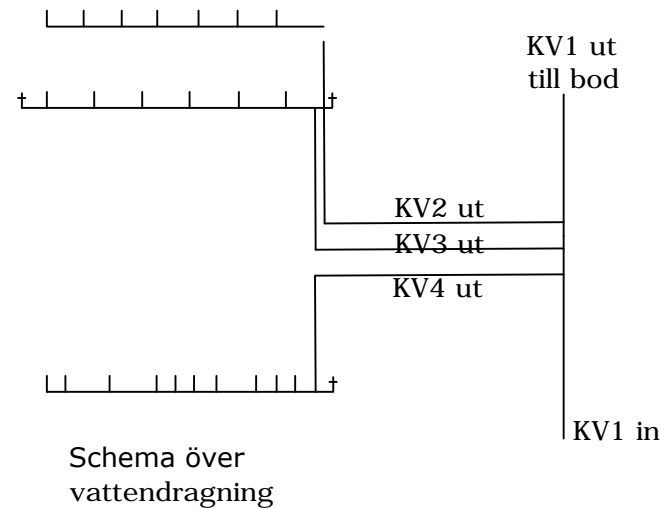 KV1 ut
till bod
KV2 ut
KV3 ut
KV4 ut
KV1 in
Schema över
vattendragning